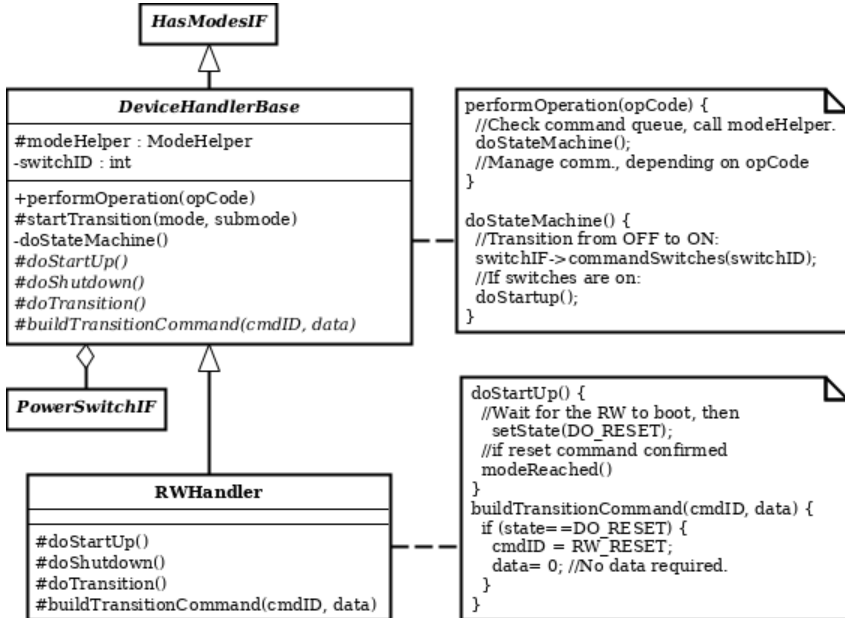 HasModesIF
DeviceHandlerBase
#modeHelper : ModeHelper
-switchID : int
+performOperation(opCode)
#startTransition(mode, submode)
-doStateMachine()
#doStartUp()
#doShutdown()
#doTransition()
#buildTransitionCommand(cmdID, data)
performOperation(opCode) {
//Check command queue, call modeHelper.
doStateMachine();
//Manage comm., depending on opCode
}
doStateMachine() {
//Transition from OFF to ON:
switchIF->commandSwitches(switchID);
//If switches are on:
doStartup();
}
PowerSwitchIF
RWHandler
#doStartUp()
#doShutdown()
#doTransition()
#buildTransitionCommand(cmdID, data)
doStartUp() {
//Wait for the RW to boot, then
setState(DO_RESET);
//if reset command confirmed
modeReached()
}
buildTransitionCommand(cmdID, data) {
if (state==DO_RESET) {
cmdID = RW_RESET;
data= 0; //No data required.
}
}